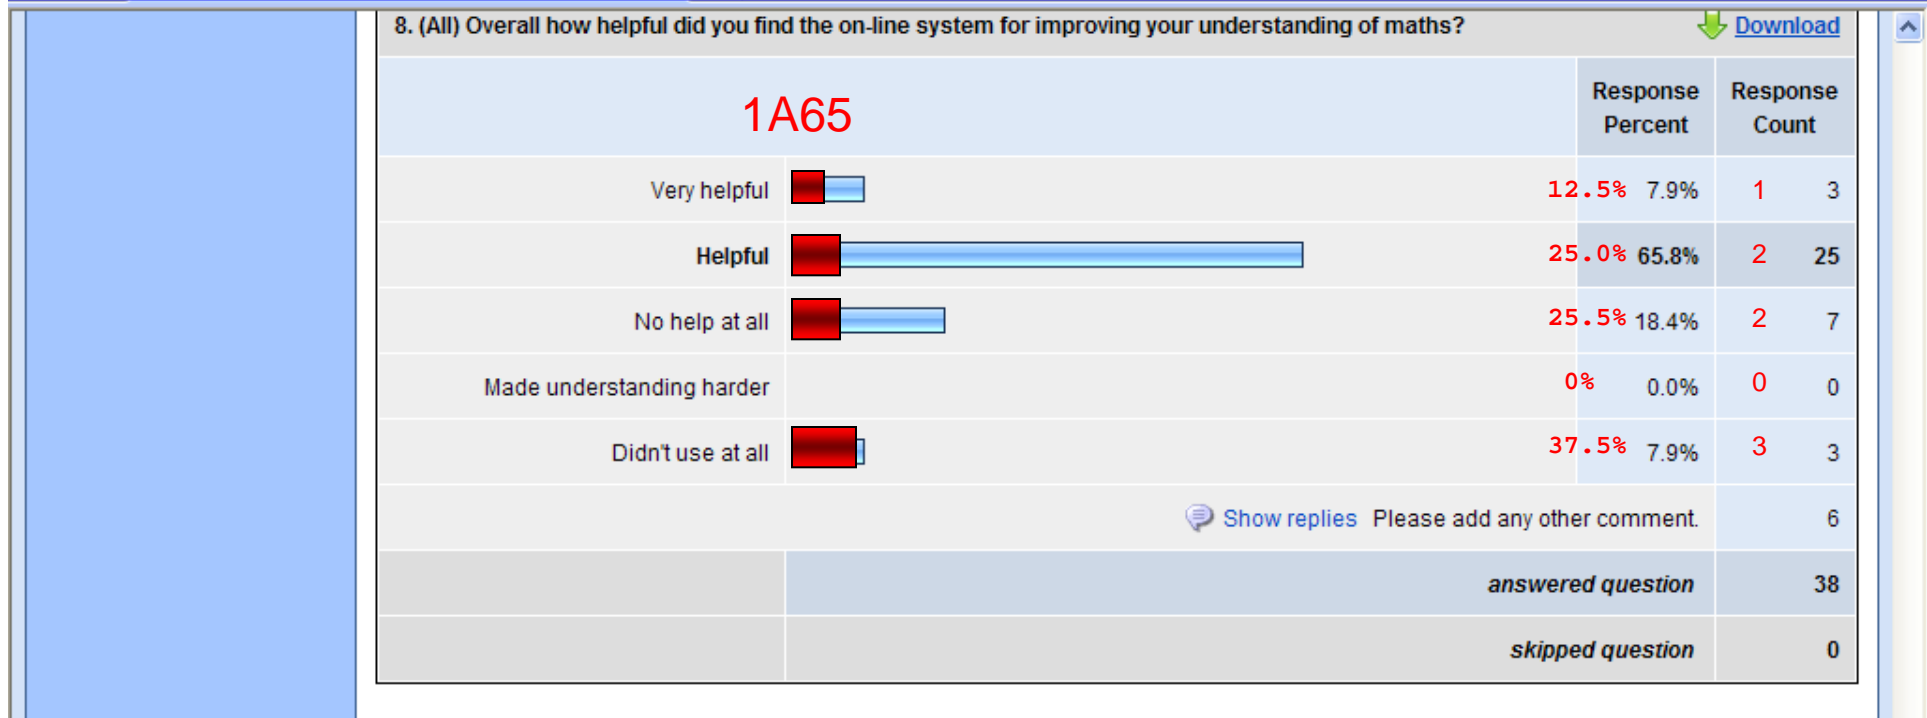 8. (All) Overall how helpful did you find the on-line system for improving your understanding of maths? Download
1A65 Response Percent Response Count
Very helpful 12.5% 7.9% 1 3
Helpful 25.0% 65.8% 2 25
No help at all 25.5% 18.4% 2 7
Made understanding harder 0% 0.0% 0 0
Didn't use at all 37.5% 7.9% 3 3
Show replies Please add any other comment. 6
answered question 38
skipped question 0